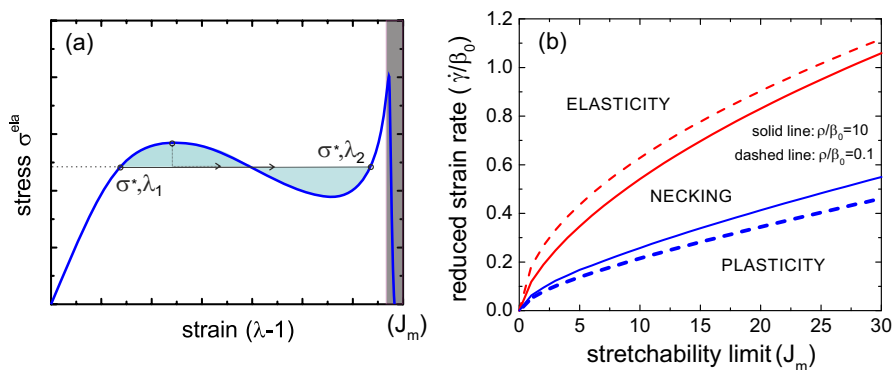 (a)
stress σ^ela
σ*,λ₁
σ*,λ₂
strain (λ-1)
(Jₘ)
(b)
reduced strain rate (γ̇/β₀)
1.2
1.0
0.8
0.6
0.4
0.2
0.0
ELASTICITY
solid line: ρ/β₀=10
dashed line: ρ/β₀=0.1
NECKING
PLASTICITY
0 5 10 15 20 25 30
stretchability limit (Jₘ)